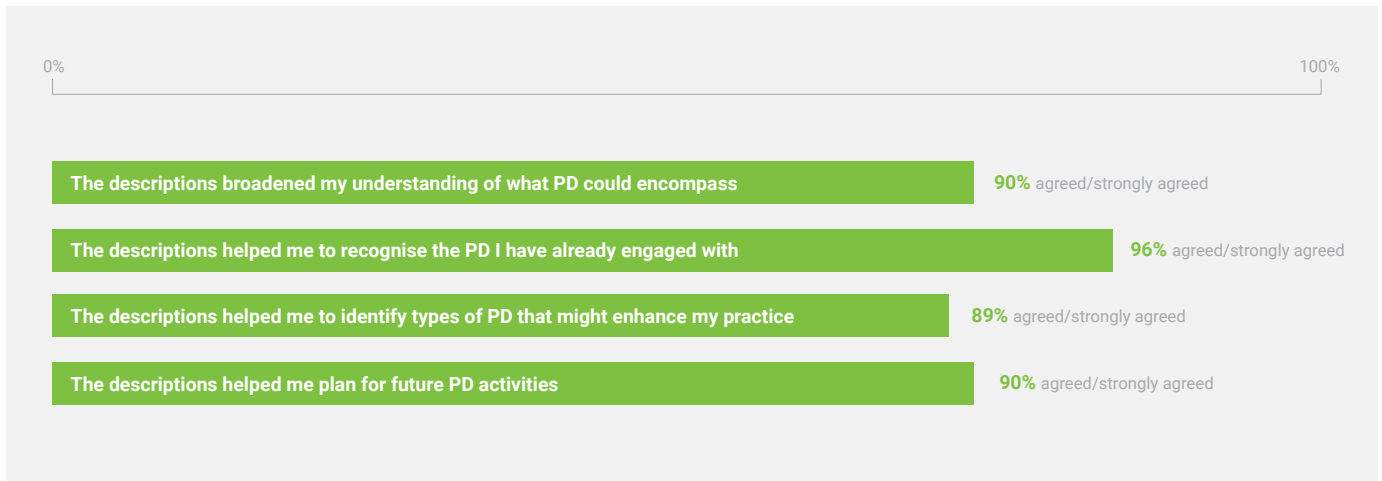 0% 100%
The descriptions broadened my understanding of what PD could encompass 90% agreed/strongly agreed
The descriptions helped me to recognise the PD I have already engaged with 96% agreed/strongly agreed
The descriptions helped me to identify types of PD that might enhance my practice 89% agreed/strongly agreed
The descriptions helped me plan for future PD activities 90% agreed/strongly agreed